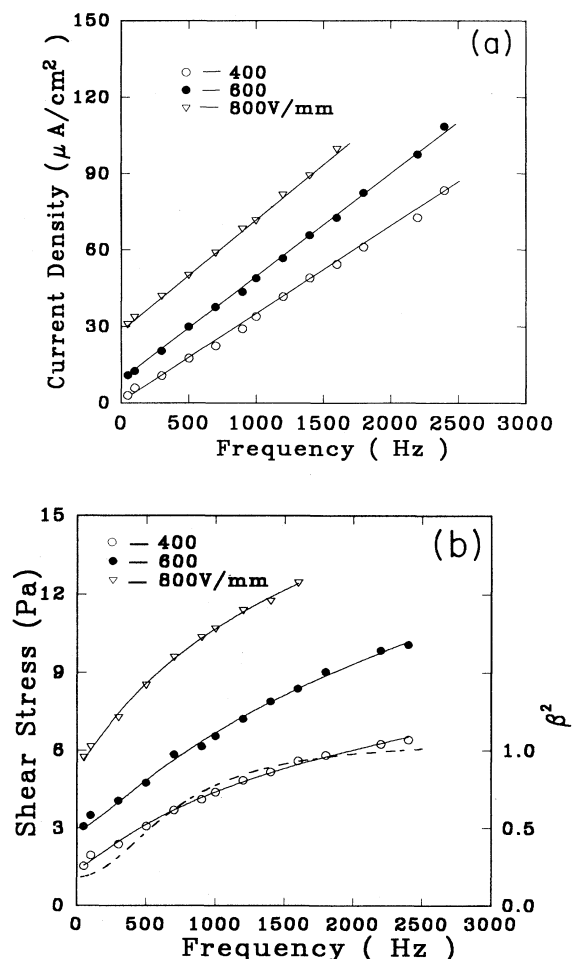 (a)
150
120
90
60
30
0
Current Density (μ A/cm²)
○ — 400
● — 600
▽ — 800V/mm
0 500 1000 1500 2000 2500 3000
Frequency ( Hz )
(b)
15
12
9
6
3
0
Shear Stress (Pa)
○ — 400
● — 600
▽ — 800V/mm
1.0
0.5
0.0
β²
0 500 1000 1500 2000 2500 3000
Frequency ( Hz )